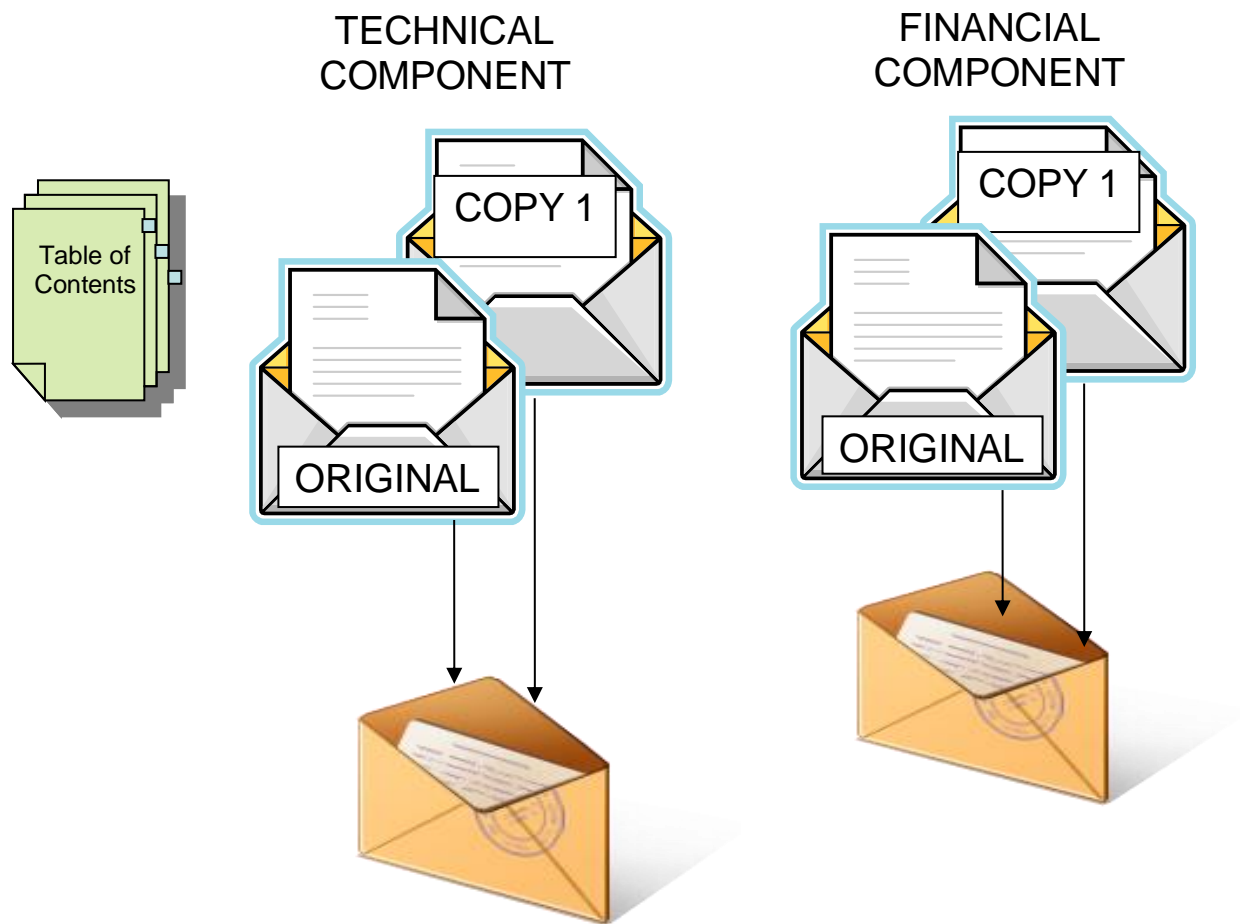 TECHNICAL
COMPONENT
FINANCIAL
COMPONENT
Table of
Contents
COPY 1
ORIGINAL
COPY 1
ORIGINAL